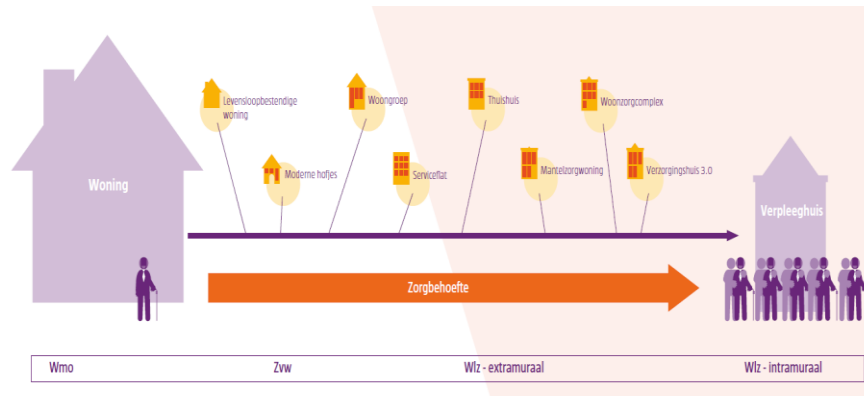 Woning
Levensloopbestendige
woning
Moderne hofjes
Woongroep
Serviceflat
Thuishuis
Mantelzorgwoning
Woonzorgcomplex
Verzorgingshuis 3.0
Verpleeghuis
Zorgbehoefte
Wmo
Zvw
Wlz - extramuraal
Wlz - intramuraal